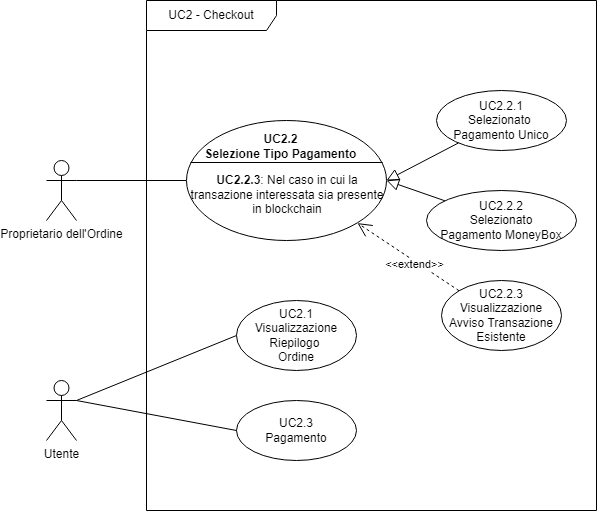 UC2 - Checkout
UC2.2.1
Selezionato
Pagamento Unico
UC2.2
Selezione Tipo Pagamento
UC2.2.3: Nel caso in cui la
transazione interessata sia presente
in blockchain
UC2.2.2
Selezionato
Pagamento MoneyBox
Proprietario dell'Ordine
<<extend>>
UC2.2.3
Visualizzazione
Avviso Transazione
Esistente
UC2.1
Visualizzazione
Riepilogo
Ordine
UC2.3
Pagamento
Utente